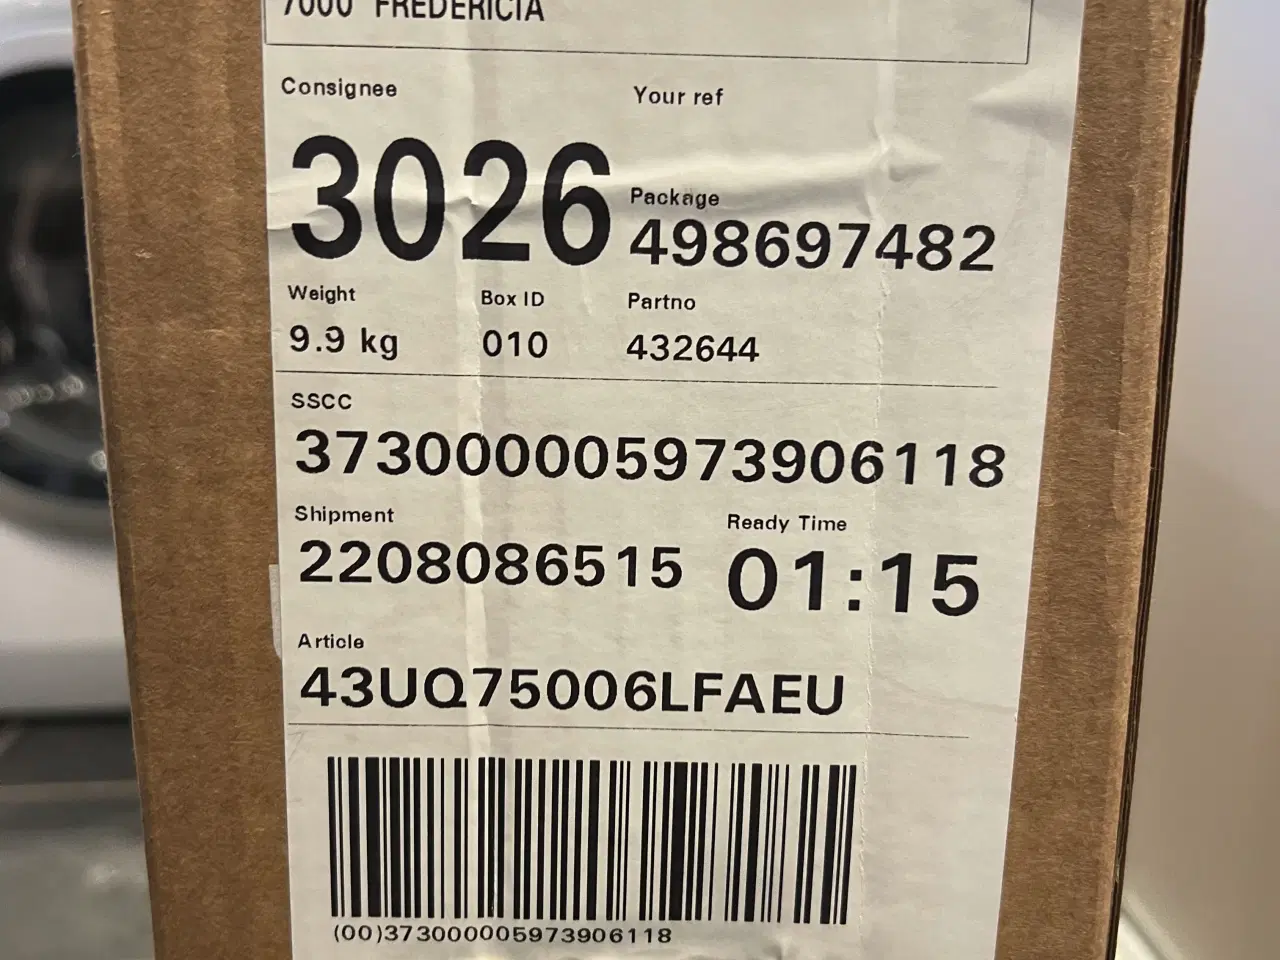 7000 FREDERICIA
Consignee Your ref
3026
Package
498697482
Weight Box ID Partno
9.9 kg 010 432644
SSCC
373000005973906118
Shipment Ready Time
2208086515 01:15
Article
43UQ75006LFAEU
(00)373000005973906118